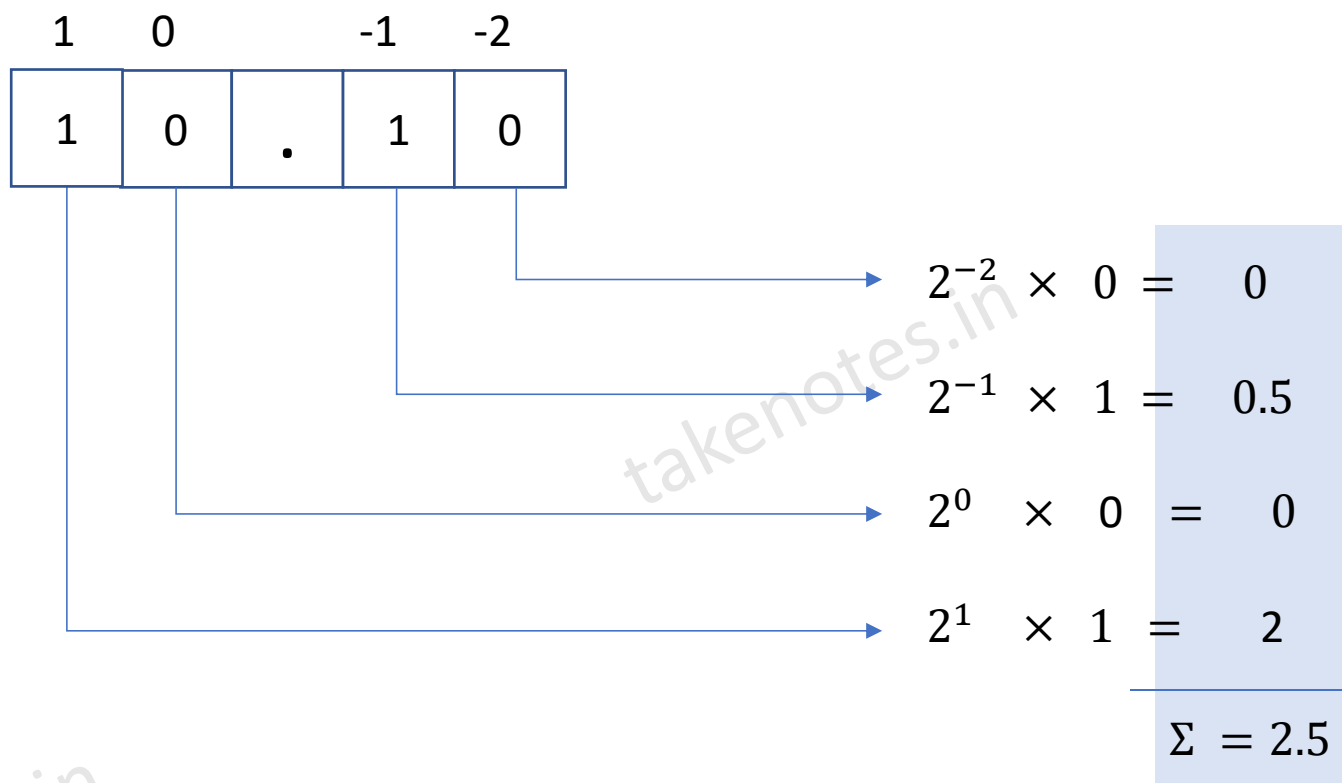 1 0 -1 -2
1 0 . 1 0
2⁻² × 0 = 0
2⁻¹ × 1 = 0.5
takenotes.in
2⁰ × 0 = 0
2¹ × 1 = 2
Σ = 2.5
in